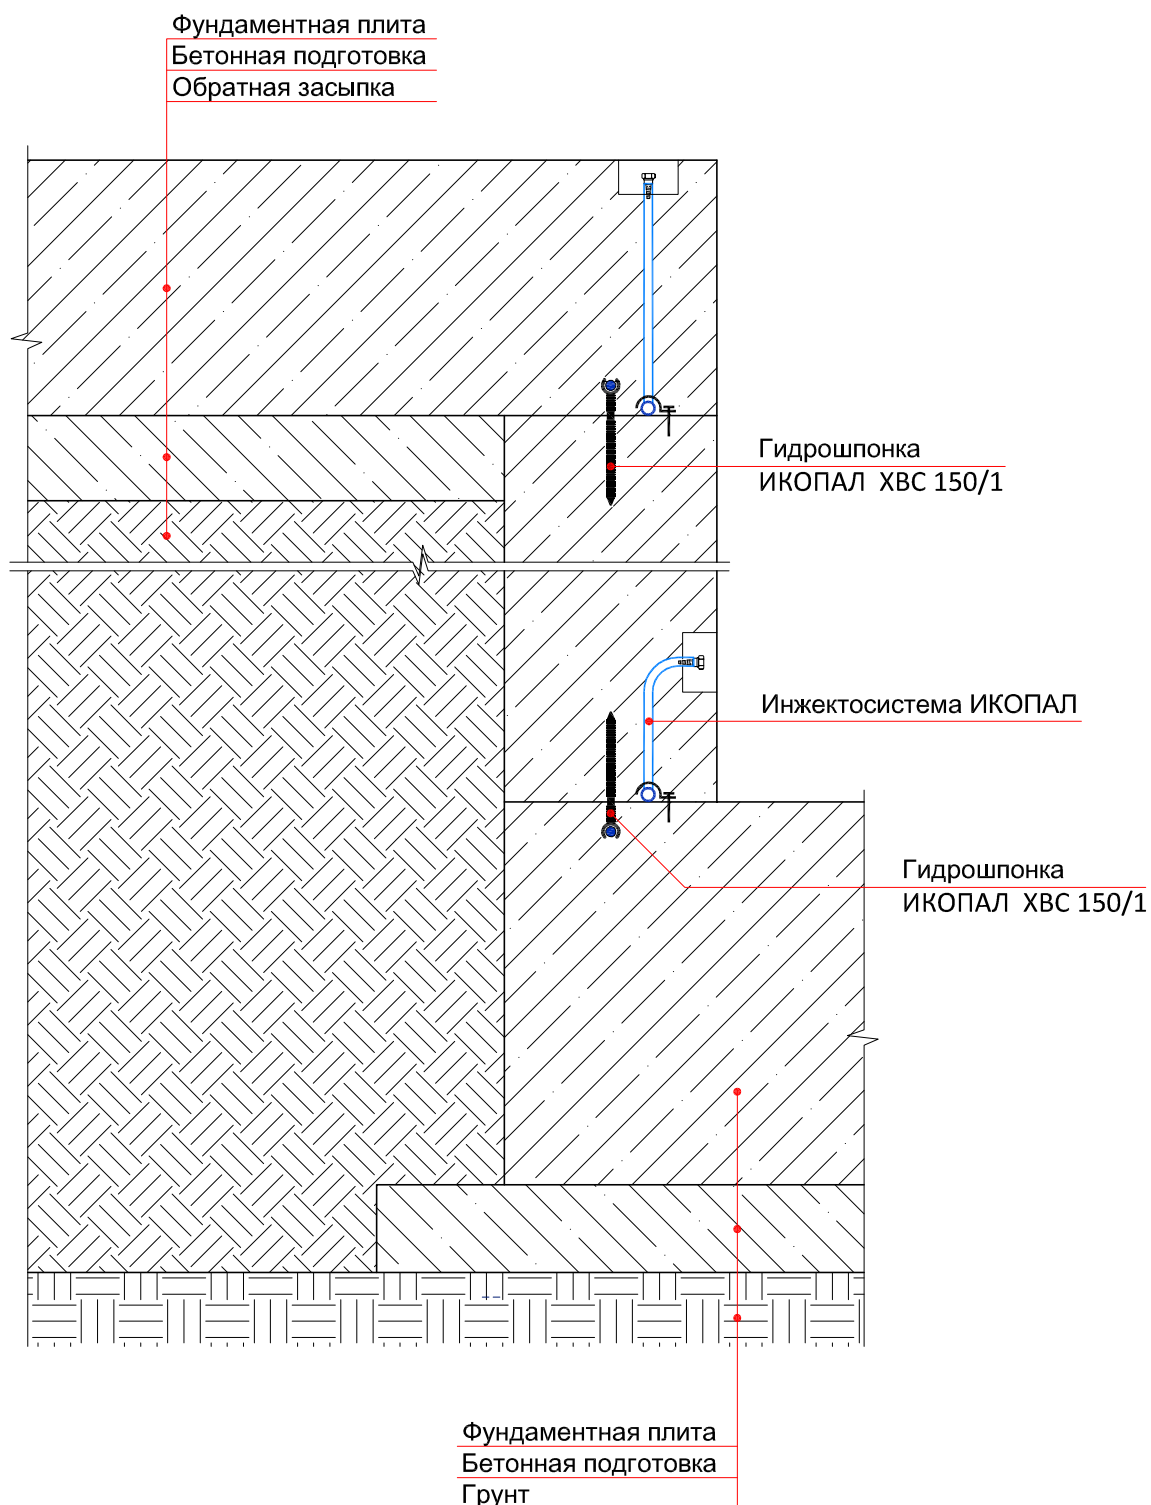 Фундаментная плита
Бетонная подготовка
Обратная засыпка
Гидрошпонка
ИКОПАЛ ХВС 150/1
Инжектосистема ИКОПАЛ
Гидрошпонка
ИКОПАЛ ХВС 150/1
Фундаментная плита
Бетонная подготовка
Грунт